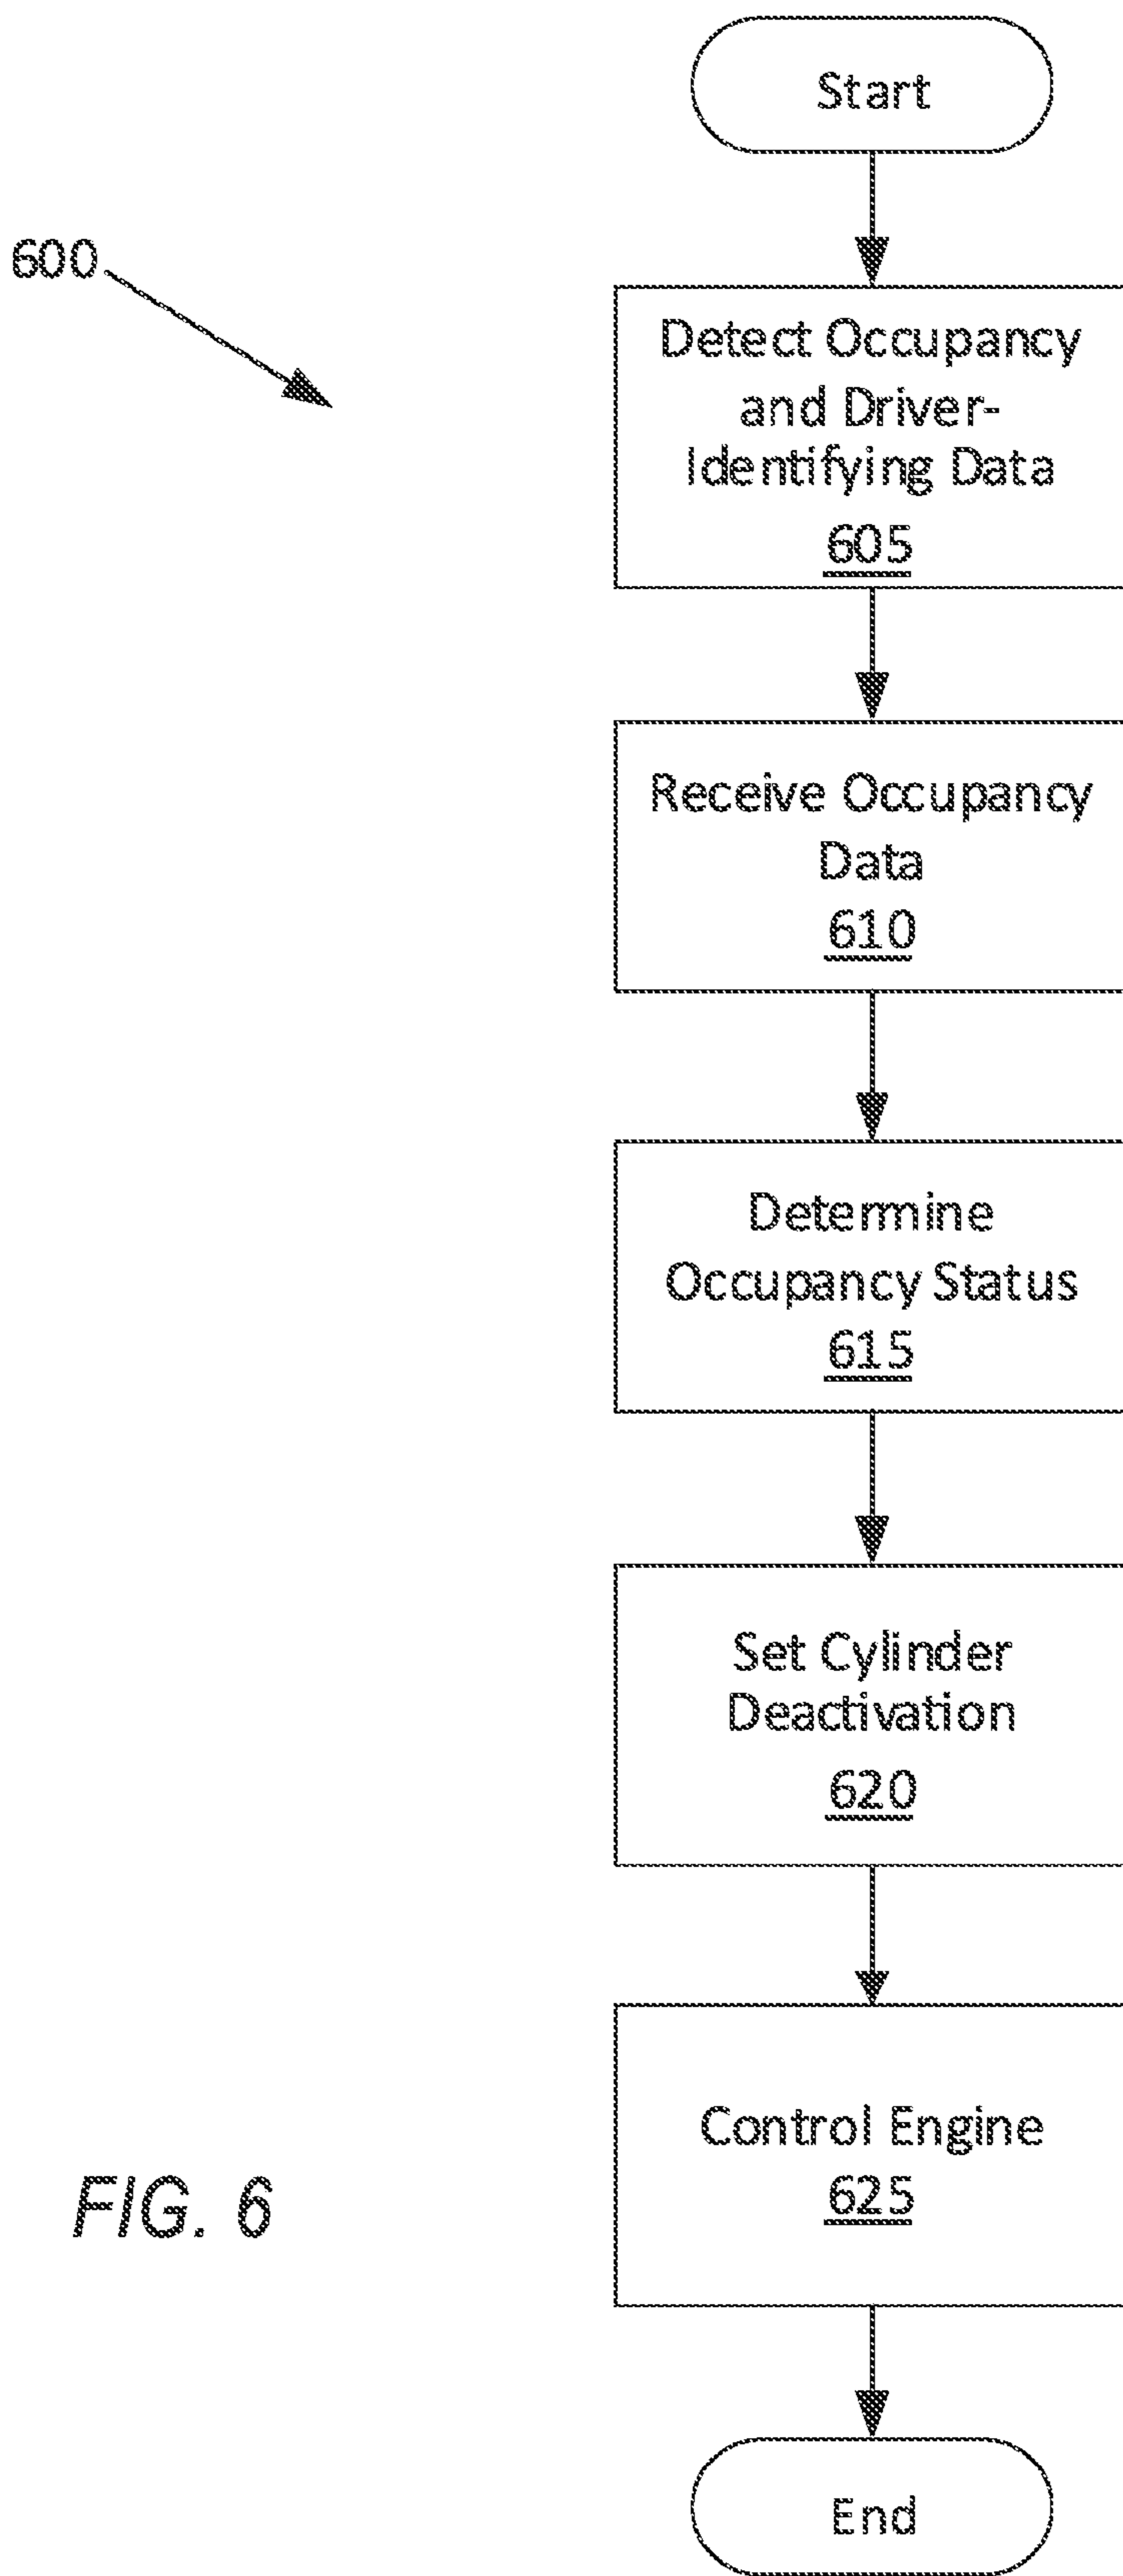 Start
600
Detect Occupancy
and Driver-
Identifying Data
605
Receive Occupancy
Data
610
Determine
Occupancy Status
615
Set Cylinder
Deactivation
620
Control Engine
625
FIG. 6
End